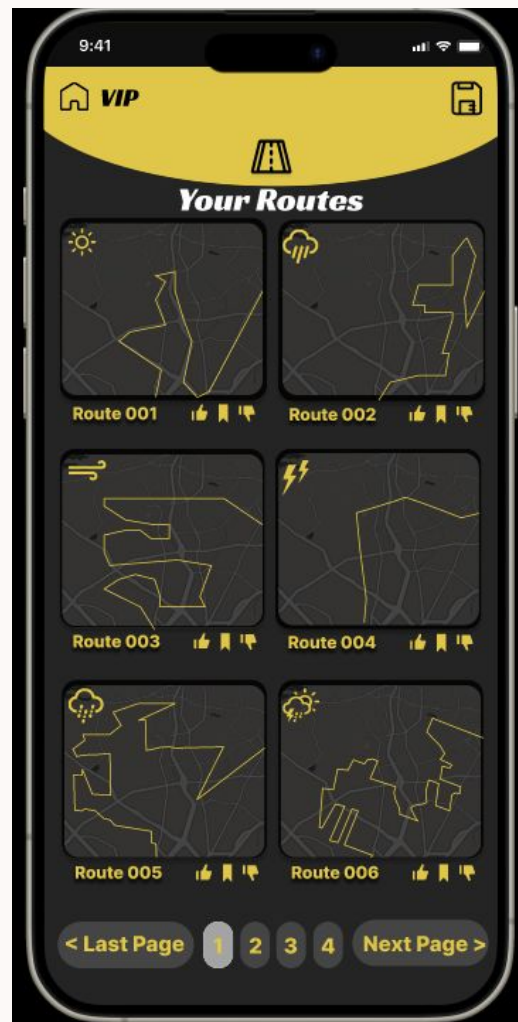 9:41
VIP
Your Routes
Route 001
Route 002
Route 003
Route 004
Route 005
Route 006
< Last Page 1 2 3 4 Next Page >